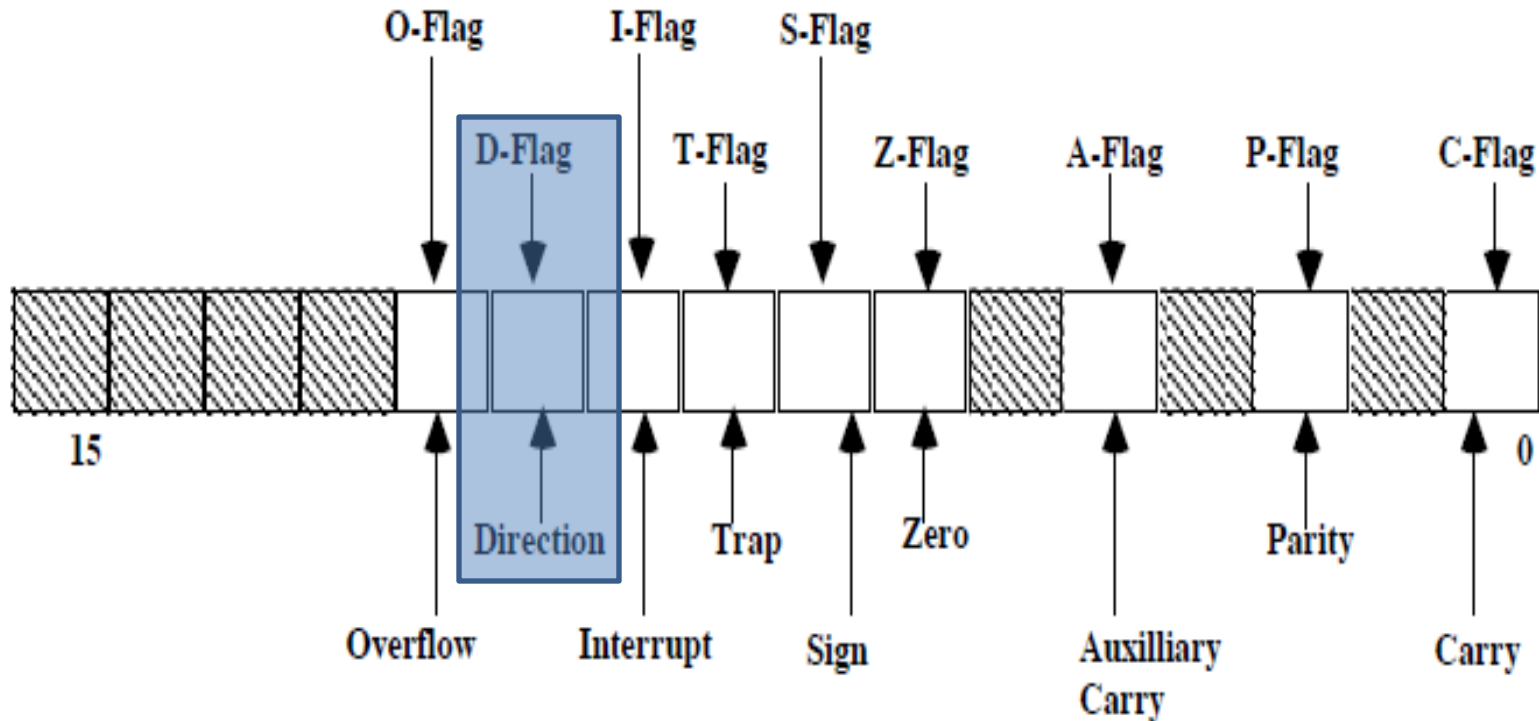 O-Flag I-Flag S-Flag
D-Flag T-Flag Z-Flag A-Flag P-Flag C-Flag
15 0
Direction Trap Zero Parity
Overflow Interrupt Sign Auxilliary Carry
Carry